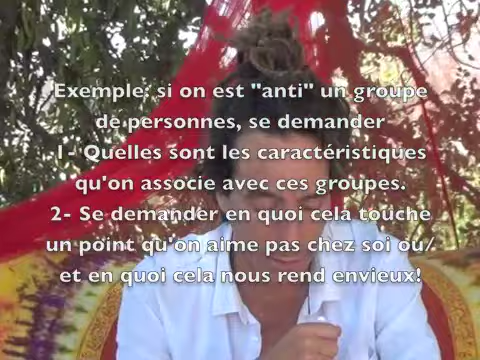 Exemple: si on est "anti" un groupe
de personnes, se demander
1- Quelles sont les caractéristiques
qu'on associe avec ces groupes.
2- Se demander en quoi cela touche
un point qu'on aime pas chez soi ou/
et en quoi cela nous rend envieux!